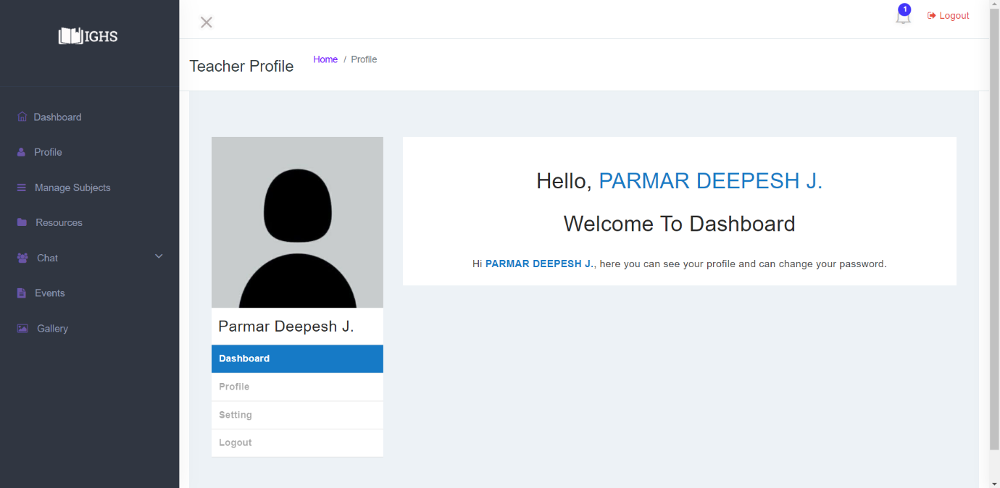 IGHS
1
Logout
Teacher Profile
Home / Profile
Dashboard
Profile
Manage Subjects
Resources
Chat
Events
Gallery
Parmar Deepesh J.
Dashboard
Profile
Setting
Logout
Hello, PARMAR DEEPESH J.
Welcome To Dashboard
Hi PARMAR DEEPESH J., here you can see your profile and can change your password.